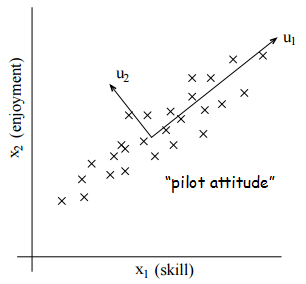 u₁
u₂
x₂ (enjoyment)
"pilot attitude"
x₁ (skill)